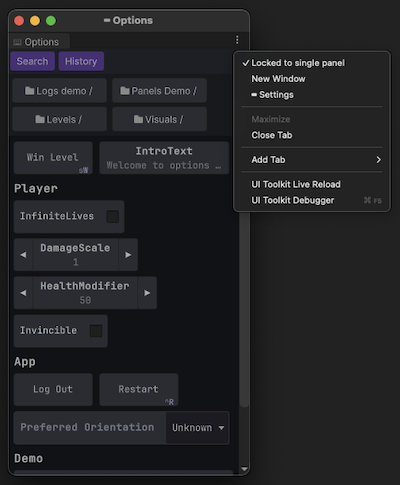 Options
Options
Search
History
Logs demo /
Panels Demo /
Levels /
Visuals /
Win Level
IntroText
Welcome to options …
Player
InfiniteLives
DamageScale
1
HealthModifier
50
Invincible
App
Log Out
Restart
Preferred Orientation
Unknown
Demo
Locked to single panel
New Window
Settings
Maximize
Close Tab
Add Tab
UI Toolkit Live Reload
UI Toolkit Debugger ⌘ F5